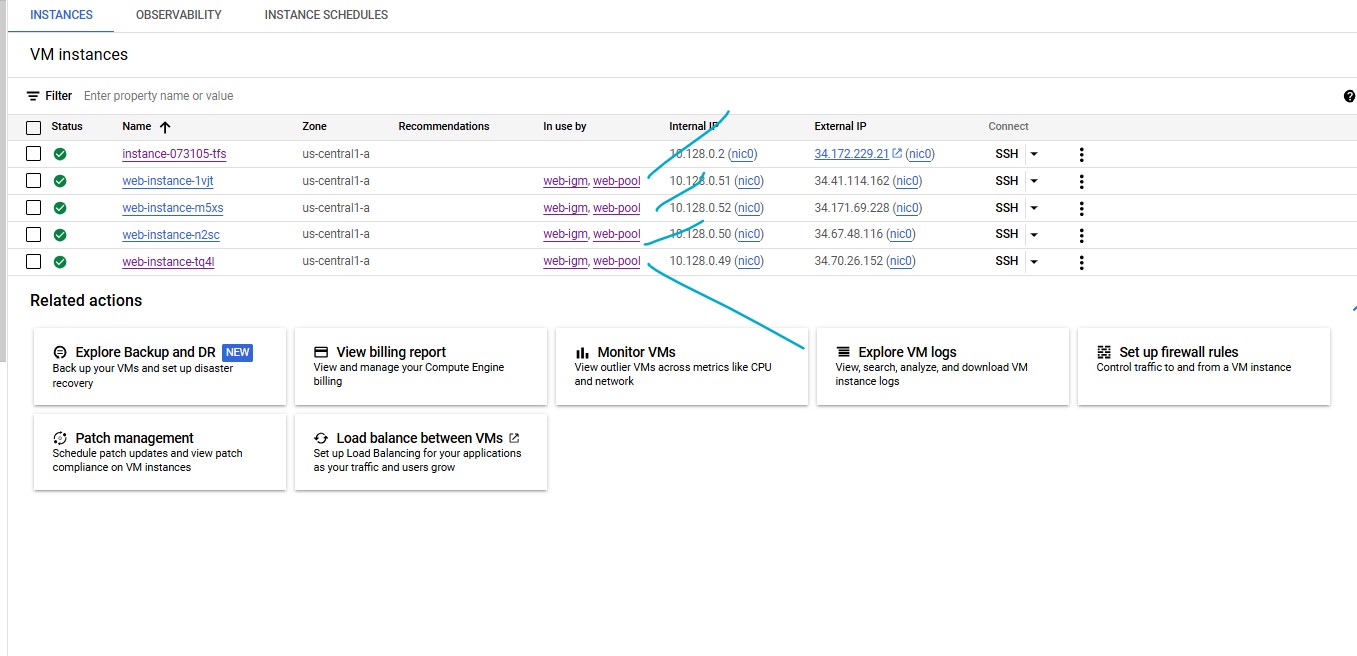 INSTANCES OBSERVABILITY INSTANCE SCHEDULES
VM instances
Filter Enter property name or value
Status Name Zone Recommendations In use by Internal IP External IP Connect
instance-073105-tfs us-central1-a 10.128.0.2 (nic0) 34.172.229.21 (nic0) SSH
web-instance-1vjt us-central1-a web-igm, web-pool 10.128.0.51 (nic0) 34.41.114.162 (nic0) SSH
web-instance-m5xs us-central1-a web-igm, web-pool 10.128.0.52 (nic0) 34.171.69.228 (nic0) SSH
web-instance-n2sc us-central1-a web-igm, web-pool 10.128.0.50 (nic0) 34.67.48.116 (nic0) SSH
web-instance-tq4l us-central1-a web-igm, web-pool 10.128.0.49 (nic0) 34.70.26.152 (nic0) SSH
Related actions
Explore Backup and DR NEW
Back up your VMs and set up disaster
recovery
View billing report
View and manage your Compute Engine
billing
Monitor VMs
View outlier VMs across metrics like CPU
and network
Explore VM logs
View, search, analyze, and download VM
instance logs
Set up firewall rules
Control traffic to and from a VM instance
Patch management
Schedule patch updates and view patch
compliance on VM instances
Load balance between VMs
Set up Load Balancing for your applications
as your traffic and users grow